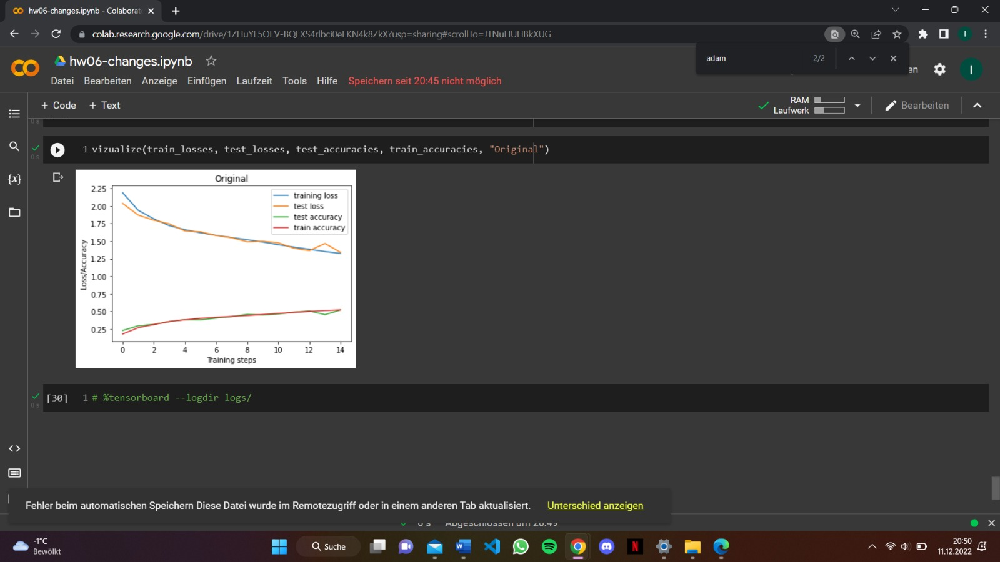 hw06-changes.ipynb - Colaborat
colab.research.google.com/drive/1ZHuYL5OEV-BQFXS4rlbci0eFKN4k8ZkX?usp=sharing#scrollTo=JTNuHUHBkXUG
adam 2/2
hw06-changes.ipynb
Datei Bearbeiten Anzeige Einfügen Laufzeit Tools Hilfe Speichern seit 20:45 nicht möglich
en I
+ Code + Text
RAM
Laufwerk
Bearbeiten
0 s
{x}
1 vizualize(train_losses, test_losses, test_accuracies, train_accuracies, "Original")
0 s
Original
training loss
test loss
test accuracy
train accuracy
2.25
2.00
1.75
1.50
1.25
1.00
0.75
0.50
0.25
Loss/Accuracy
0 2 4 6 8 10 12 14
Training steps
[30] 1 # %tensorboard --logdir logs/
0 s
Fehler beim automatischen Speichern Diese Datei wurde im Remotezugriff oder in einem anderen Tab aktualisiert. Unterschied anzeigen
0 s Abgeschlossen um 20:49
-1°C
Bewölkt
Suche
20:50
11.12.2022